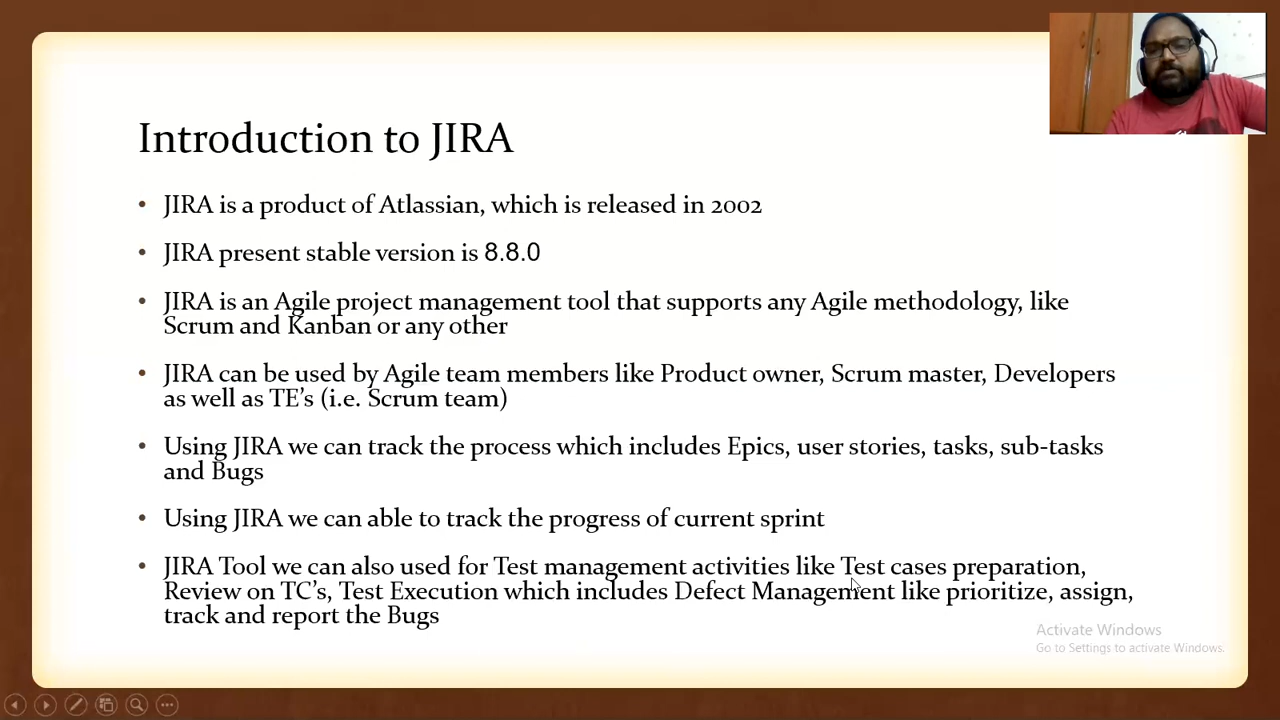 Introduction to JIRA
• JIRA is a product of Atlassian, which is released in 2002
• JIRA present stable version is 8.8.0
• JIRA is an Agile project management tool that supports any Agile methodology, like
Scrum and Kanban or any other
• JIRA can be used by Agile team members like Product owner, Scrum master, Developers
as well as TE’s (i.e. Scrum team)
• Using JIRA we can track the process which includes Epics, user stories, tasks, sub-tasks
and Bugs
• Using JIRA we can able to track the progress of current sprint
• JIRA Tool we can also used for Test management activities like Test cases preparation,
Review on TC’s, Test Execution which includes Defect Management like prioritize, assign,
track and report the Bugs
Activate Windows
Go to Settings to activate Windows.